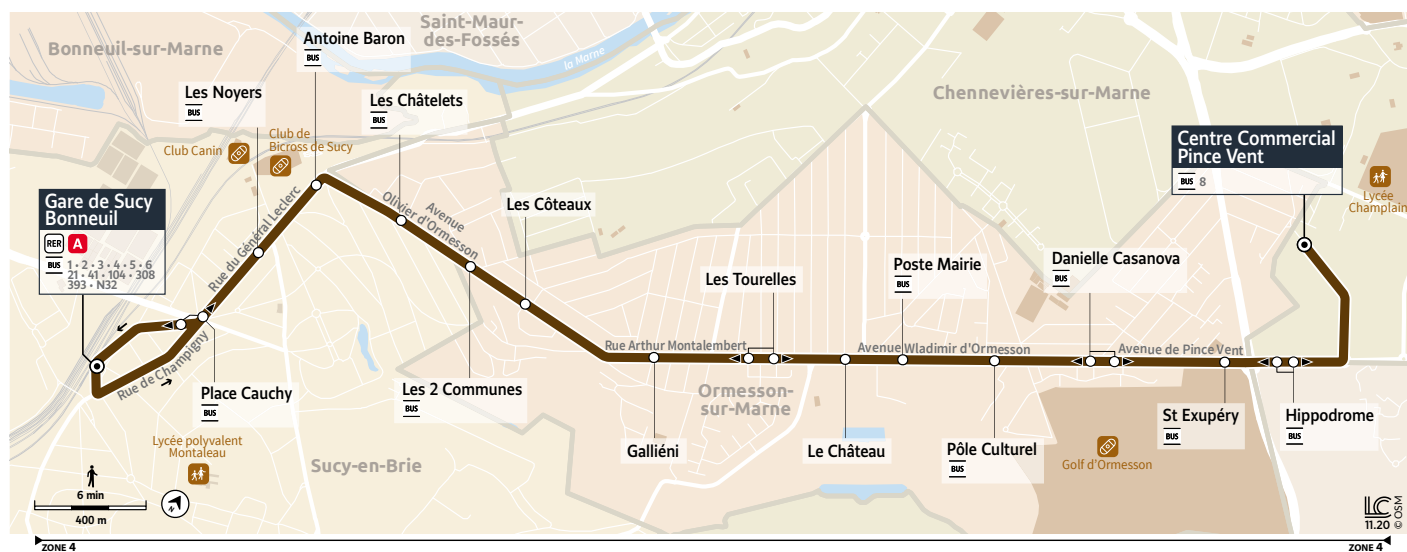 Bonneuil-sur-Marne
Antoine Baron
BUS
Saint-Maur-
des-Fossés
la Marne
Chennevières-sur-Marne
Les Noyers
BUS
Les Châtelets
BUS
Club Canin
Club de
Bicross de Sucy
Centre Commercial
Pince Vent
BUS 8
Lycée
Champlain
Gare de Sucy
Bonneuil
RER A
BUS 1 • 2 • 3 • 4 • 5 • 6
21 • 41 • 104 • 308
393 • N32
Rue du Général Leclerc
Avenue
Olivier d'Ormesson
Les Côteaux
Les Tourelles
Poste Mairie
BUS
Danielle Casanova
BUS
Rue de Champigny
Rue Arthur Montalembert
Avenue Wladimir d'Ormesson
Avenue de Pince Vent
Place Cauchy
BUS
Les 2 Communes
BUS
Ormesson-
sur-Marne
Galliéni
Le Château
Pôle Culturel
BUS
St Exupéry
BUS
Hippodrome
BUS
Lycée polyvalent
Montaleau
Sucy-en-Brie
Golf d'Ormesson
6 min
400 m
N
LC
11.20
© OSM
ZONE 4
ZONE 4